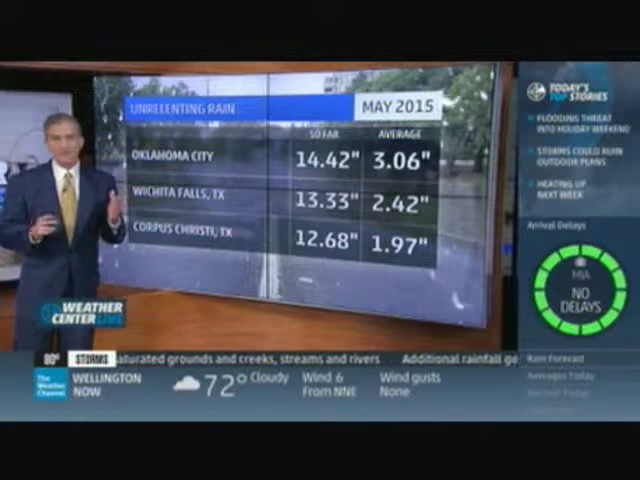 UNRELENTING RAIN MAY 2015
SO FAR AVERAGE
OKLAHOMA CITY 14.42" 3.06"
WICHITA FALLS, TX 13.33" 2.42"
CORPUS CHRISTI, TX 12.68" 1.97"
WEATHER
CENTER LIVE
TODAY'S
TOP STORIES
FLOODING THREAT
INTO HOLIDAY WEEKEND
STORMS COULD RUIN
OUTDOOR PLANS
HEATING UP
NEXT WEEK
Arrival Delays
MIA
NO
DELAYS
Rain Forecast
Averages Today
80° STORMS aturated grounds and creeks, streams and rivers Additional rainfall ge
The
Weather
Channel
WELLINGTON
NOW
72° Cloudy
Wind 6
From NNE
Wind gusts
None